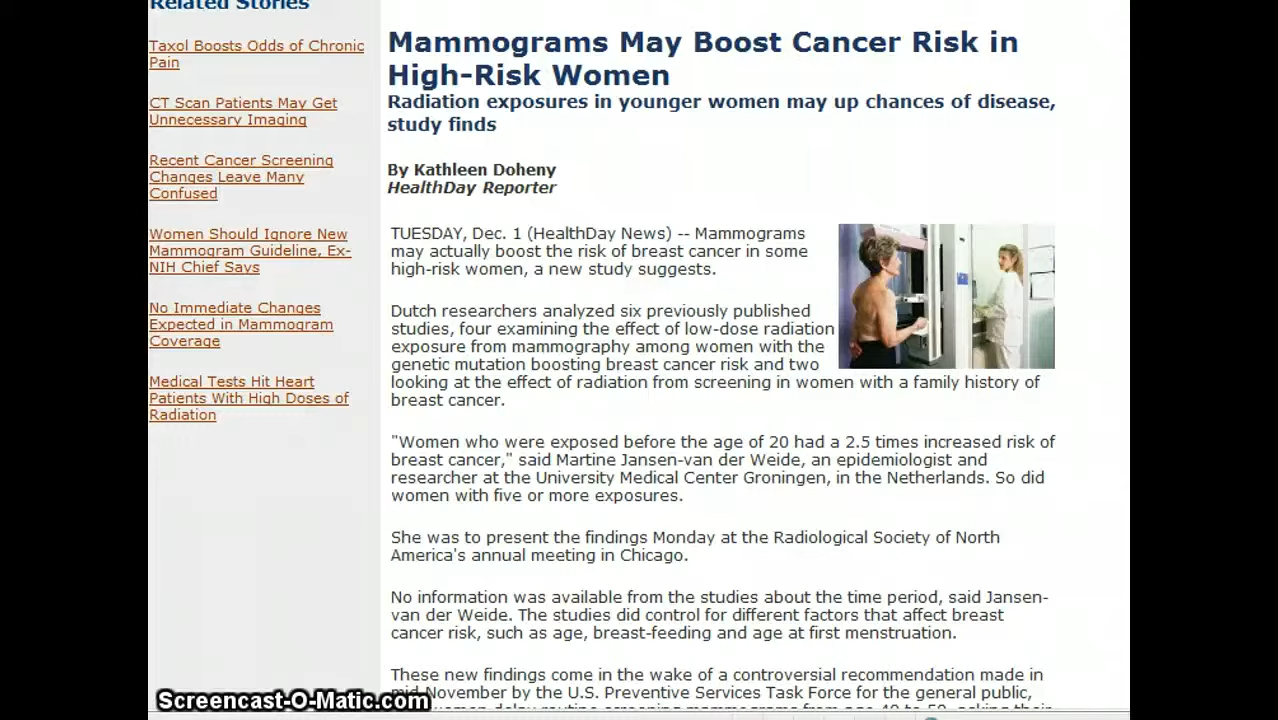 Related Stories
Taxol Boosts Odds of Chronic
Pain
CT Scan Patients May Get
Unnecessary Imaging
Recent Cancer Screening
Changes Leave Many
Confused
Women Should Ignore New
Mammogram Guideline, Ex-
NIH Chief Says
No Immediate Changes
Expected in Mammogram
Coverage
Medical Tests Hit Heart
Patients With High Doses of
Radiation
Mammograms May Boost Cancer Risk in
High-Risk Women
Radiation exposures in younger women may up chances of disease,
study finds
By Kathleen Doheny
HealthDay Reporter
TUESDAY, Dec. 1 (HealthDay News) -- Mammograms
may actually boost the risk of breast cancer in some
high-risk women, a new study suggests.
Dutch researchers analyzed six previously published
studies, four examining the effect of low-dose radiation
exposure from mammography among women with the
genetic mutation boosting breast cancer risk and two
looking at the effect of radiation from screening in women with a family history of
breast cancer.
"Women who were exposed before the age of 20 had a 2.5 times increased risk of
breast cancer," said Martine Jansen-van der Weide, an epidemiologist and
researcher at the University Medical Center Groningen, in the Netherlands. So did
women with five or more exposures.
She was to present the findings Monday at the Radiological Society of North
America's annual meeting in Chicago.
No information was available from the studies about the time period, said Jansen-
van der Weide. The studies did control for different factors that affect breast
cancer risk, such as age, breast-feeding and age at first menstruation.
These new findings come in the wake of a controversial recommendation made in
mid-November by the U.S. Preventive Services Task Force for the general public,
women delay routine screening mammograms from age 40 to 50, asking their
Screencast-O-Matic.com